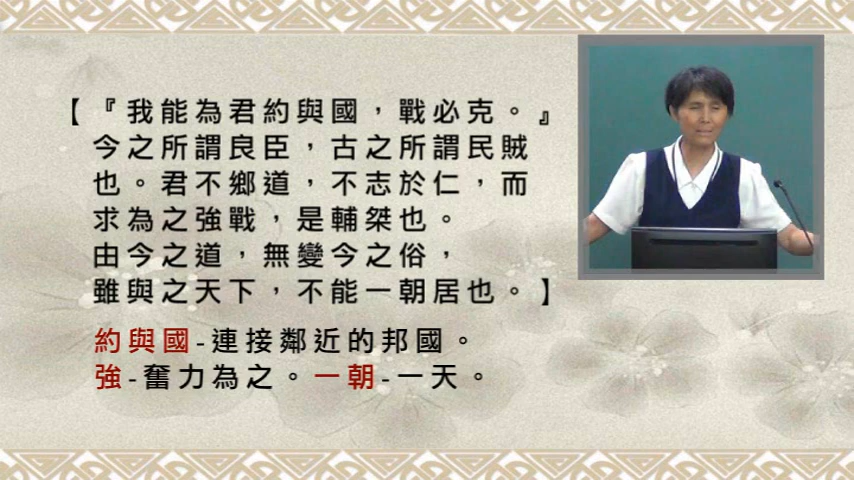 【『我能為君約與國，戰必克。』
今之所謂良臣，古之所謂民賊
也。君不鄉道，不志於仁，而
求為之強戰，是輔桀也。
由今之道，無變今之俗，
雖與之天下，不能一朝居也。】
約與國-連接鄰近的邦國。
強-奮力為之。一朝-一天。